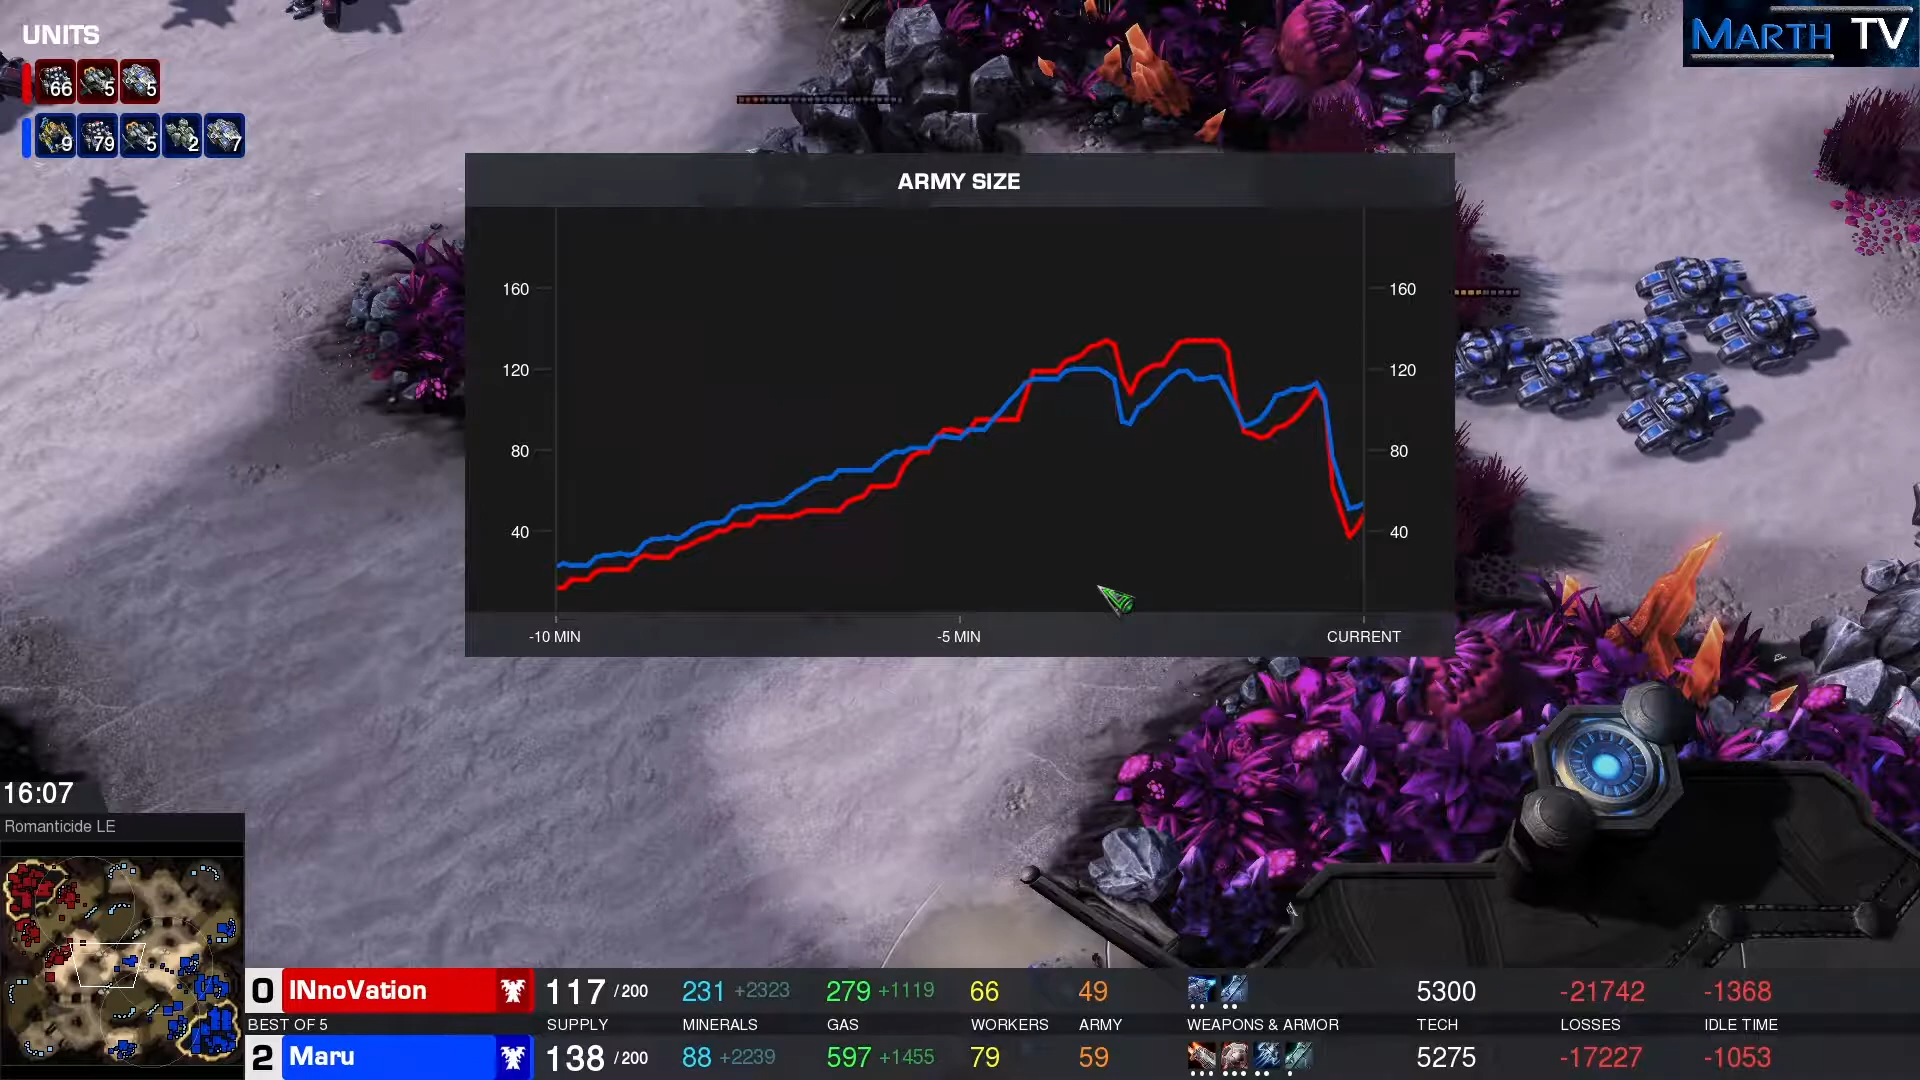 UNITS
66 5 5
9 79 5 2 7
MARTH TV
ARMY SIZE
160 160
120 120
80 80
40 40
-10 MIN -5 MIN CURRENT
16:07
Romanticide LE
0 INnoVation 117 /200 231 +2323 279 +1119 66 49 5300 -21742 -1368
BEST OF 5 SUPPLY MINERALS GAS WORKERS ARMY WEAPONS & ARMOR TECH LOSSES IDLE TIME
2 Maru 138 /200 88 +2239 597 +1455 79 59 5275 -17227 -1053